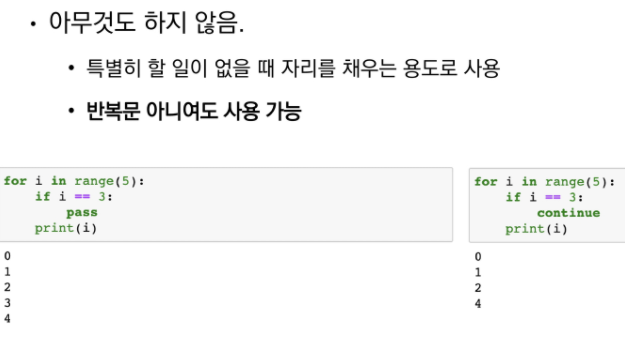 • 아무것도 하지 않음.
• 특별히 할 일이 없을 때 자리를 채우는 용도로 사용
• 반복문 아니여도 사용 가능
for i in range(5):
    if i == 3:
        pass
    print(i)
0
1
2
3
4
for i in range(5):
    if i == 3:
        continue
    print(i)
0
1
2
4